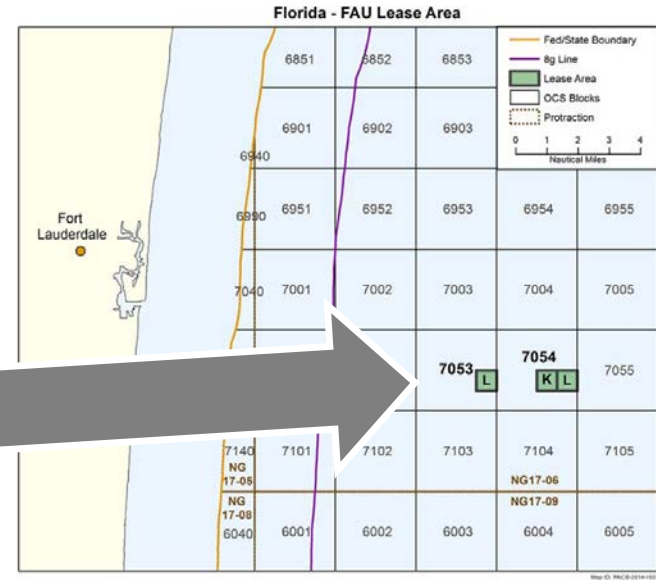 Florida - FAU Lease Area
Fed/State Boundary
8g Line
Lease Area
OCS Blocks
Protraction
0 1 2 3 4
Nautical Miles
6851 6852 6853
6901 6902 6903
6940
6951 6952 6953 6954 6955
6990
Fort
Lauderdale
7040 7001 7002 7003 7004 7005
7053 7054 7055
L K L
7140 7101 7102 7103 7104 7105
NG
17-05
NG17-06
NG
17-08
NG17-09
6040 6001 6002 6003 6004 6005